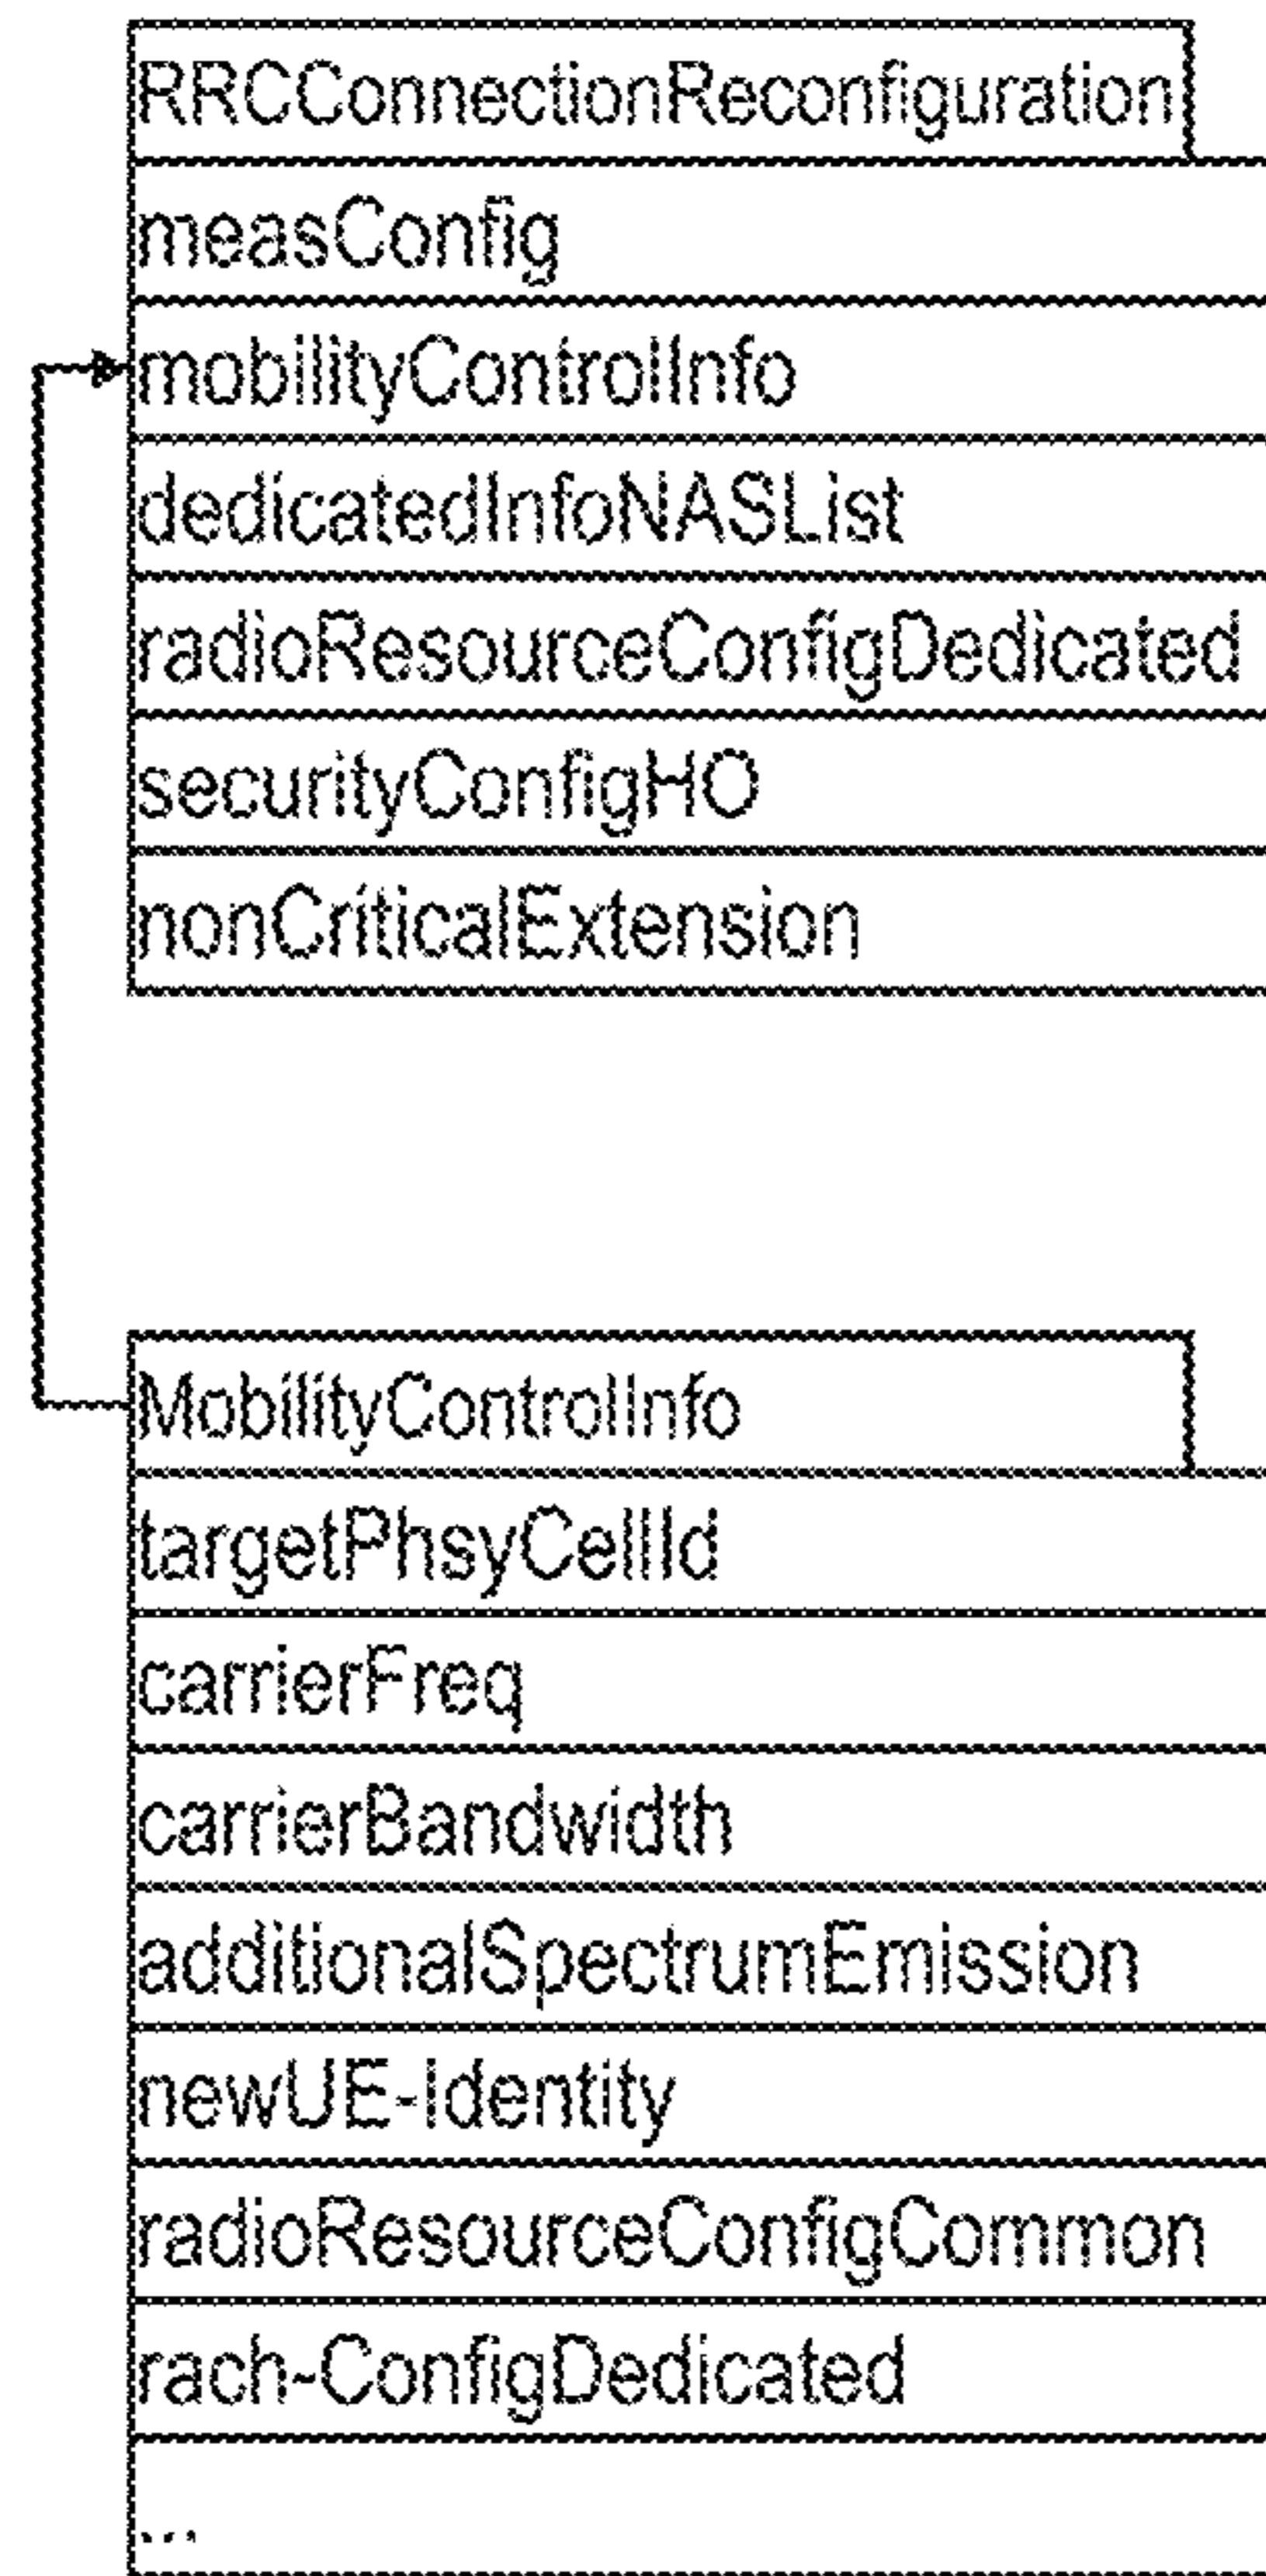 RRCConnectionReconfiguration
measConfig
mobilityControlInfo
dedicatedInfoNASList
radioResourceConfigDedicated
securityConfigHO
nonCriticalExtension
MobilityControlInfo
targetPhsyCellId
carrierFreq
carrierBandwidth
additionalSpectrumEmission
newUE-Identity
radioResourceConfigCommon
rach-ConfigDedicated
...